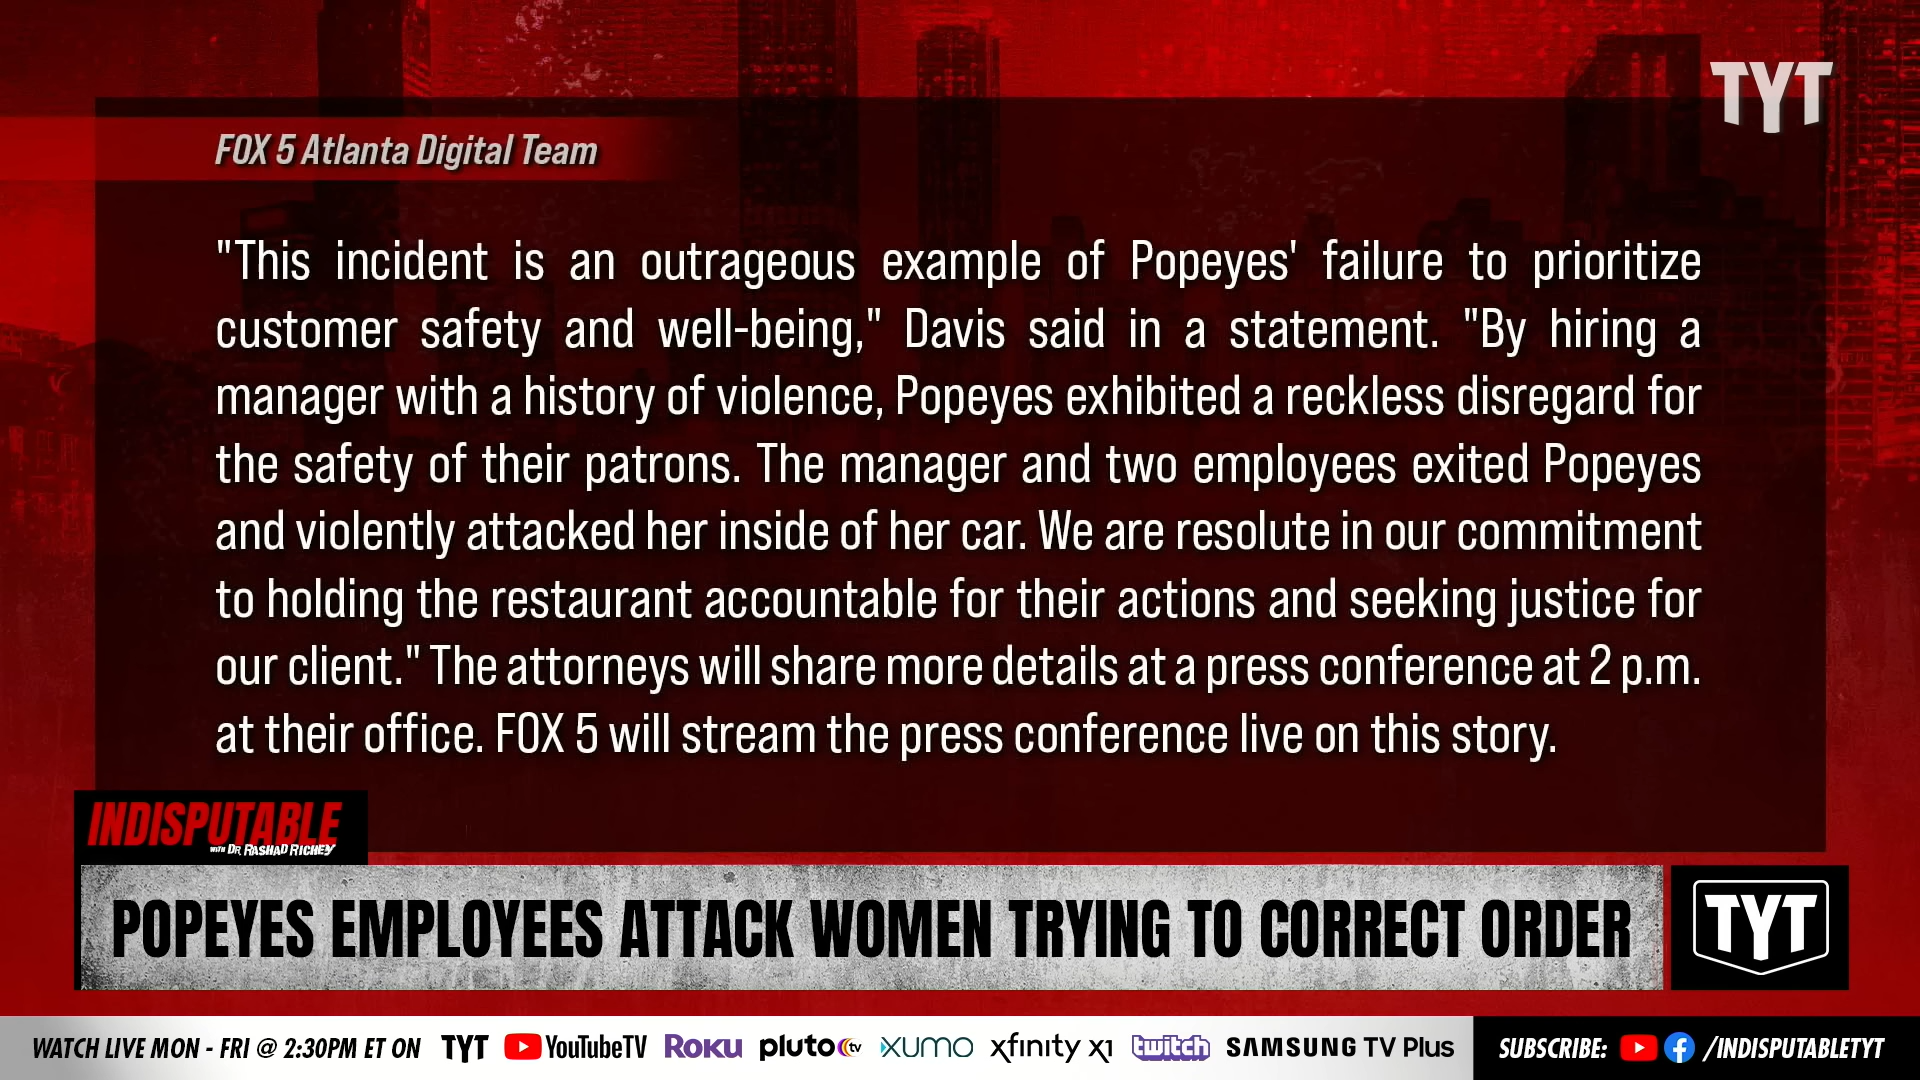 TYT
FOX 5 Atlanta Digital Team
"This incident is an outrageous example of Popeyes' failure to prioritize
customer safety and well-being," Davis said in a statement. "By hiring a
manager with a history of violence, Popeyes exhibited a reckless disregard for
the safety of their patrons. The manager and two employees exited Popeyes
and violently attacked her inside of her car. We are resolute in our commitment
to holding the restaurant accountable for their actions and seeking justice for
our client." The attorneys will share more details at a press conference at 2 p.m.
at their office. FOX 5 will stream the press conference live on this story.
INDISPUTABLE
WITH DR RASHAD RICHEY
POPEYES EMPLOYEES ATTACK WOMEN TRYING TO CORRECT ORDER
TYT
WATCH LIVE MON - FRI @ 2:30PM ET ON TYT YouTubeTV ROKU pluto tv xumo xfinity x1 twitch SAMSUNG TV Plus
SUBSCRIBE: /INDISPUTABLETYT